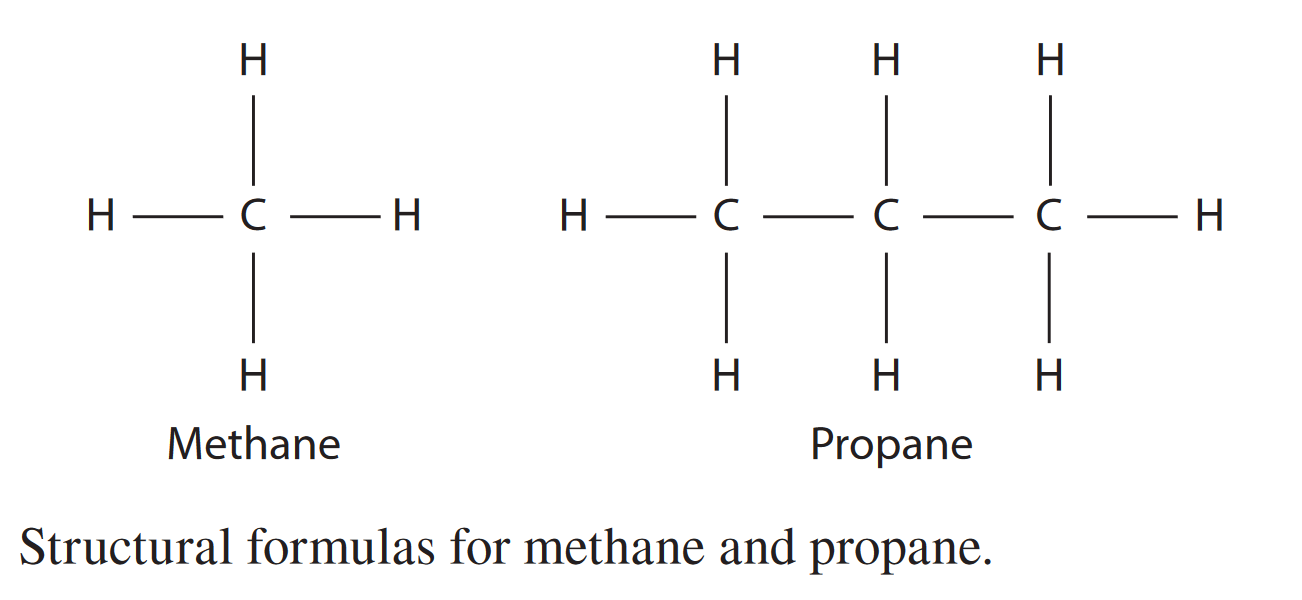 H H H H
H C H H C C C H
H H H H
Methane Propane
Structural formulas for methane and propane.